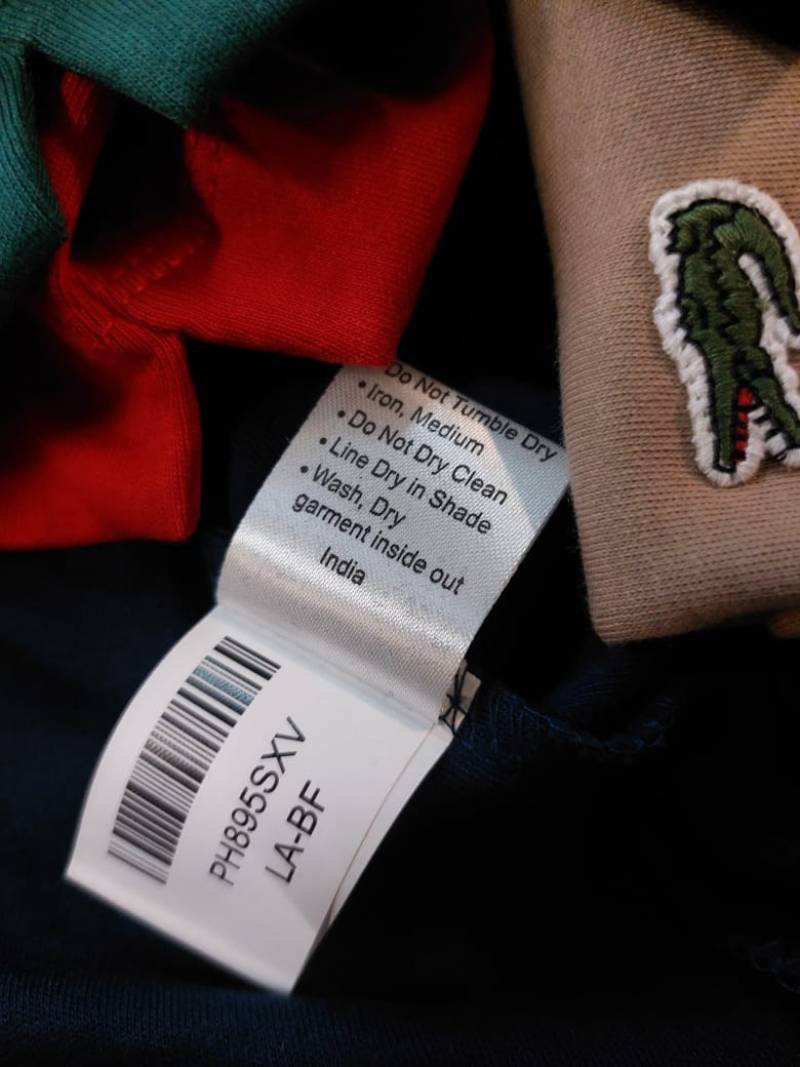 Do Not Tumble Dry
• Iron, Medium
• Do Not Dry Clean
• Line Dry in Shade
• Wash, Dry
garment inside out
India
PH895SXV
LA-BF